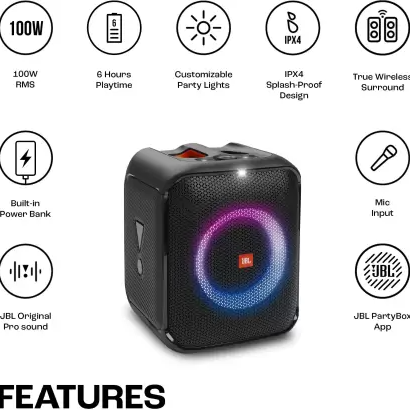 100W
6
IPX4
100W
RMS
6 Hours
Playtime
Customizable
Party Lights
IPX4
Splash-Proof
Design
True Wireless
Surround
Built-in
Power Bank
Mic
Input
JBL
JBL
JBL Original
Pro sound
JBL PartyBox
App
FEATURES